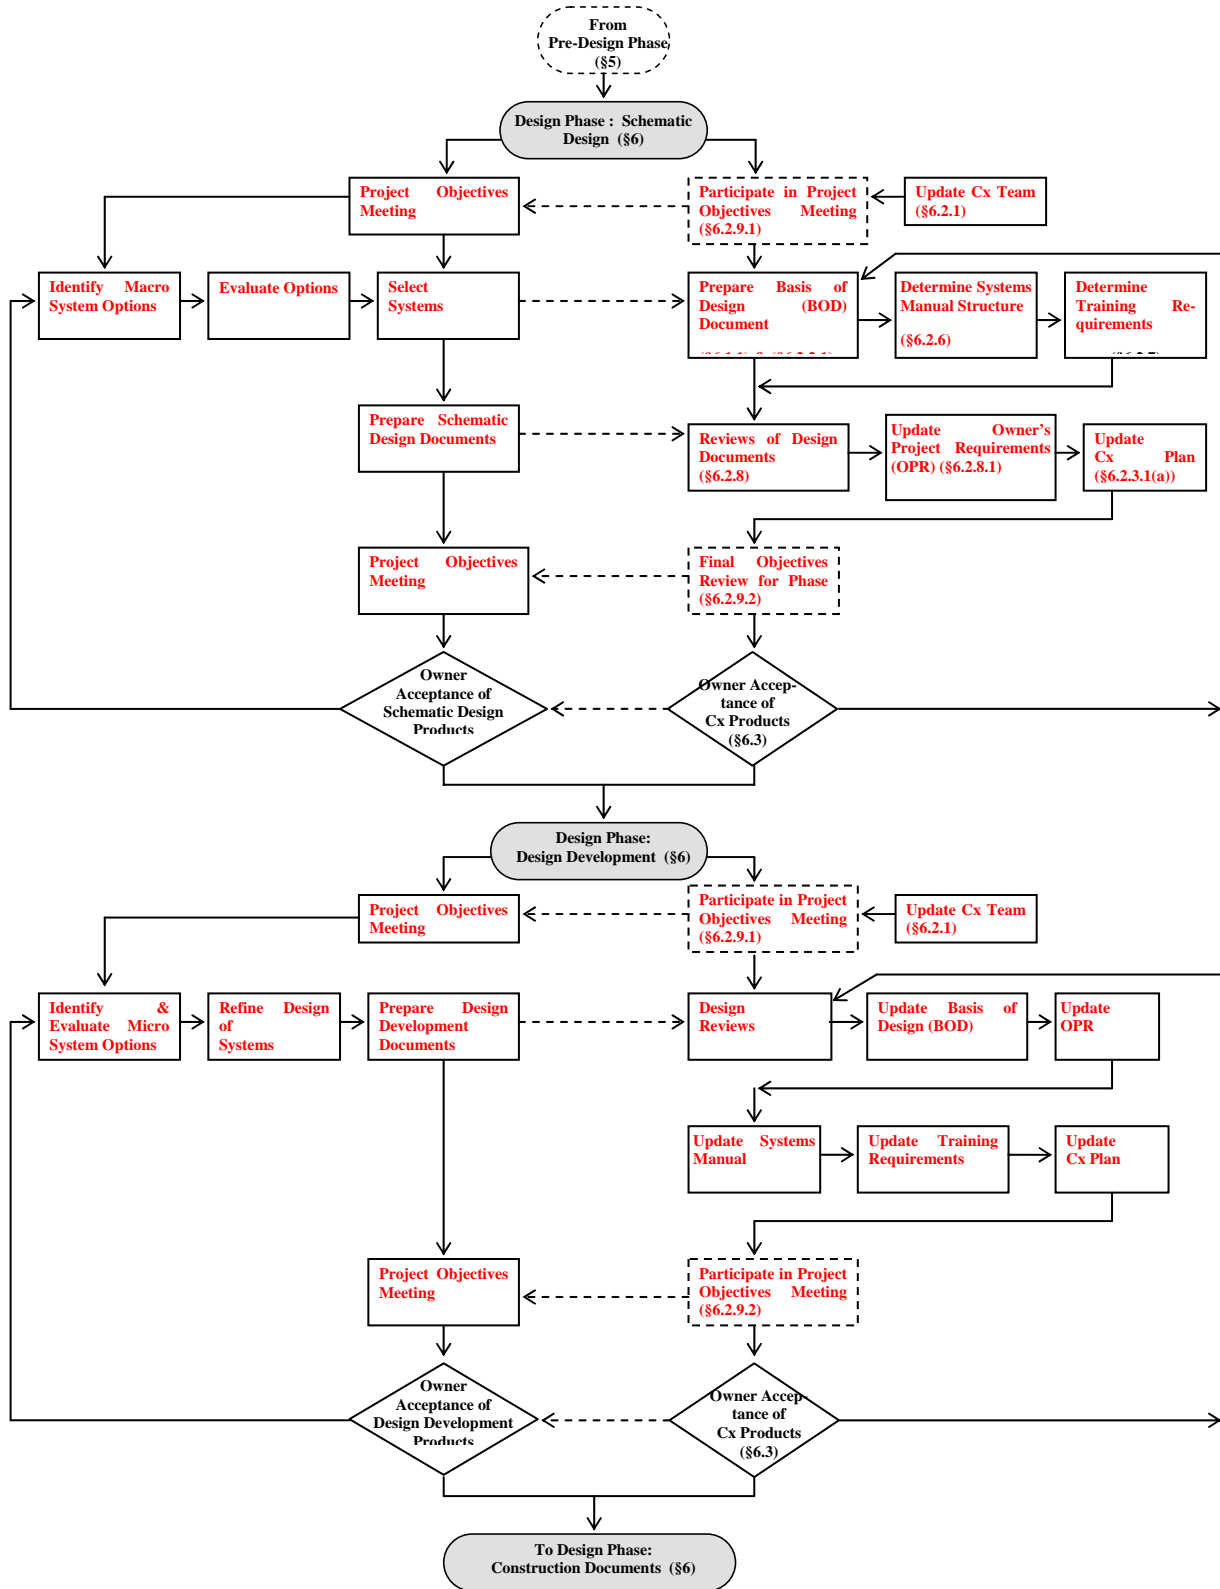 From
Pre-Design Phase
(§5)
Design Phase : Schematic
Design (§6)
Project Objectives
Meeting
Participate in Project
Objectives Meeting
(§6.2.9.1)
Update Cx Team
(§6.2.1)
Identify Macro
System Options
Evaluate Options
Select
Systems
Prepare Basis of
Design (BOD)
Document
Determine Systems
Manual Structure
(§6.2.6)
Determine
Training Re-
quirements
Prepare Schematic
Design Documents
Reviews of Design
Documents
(§6.2.8)
Update Owner's
Project Requirements
(OPR) (§6.2.8.1)
Update
Cx Plan
(§6.2.3.1(a))
Project Objectives
Meeting
Final Objectives
Review for Phase
(§6.2.9.2)
Owner
Acceptance of
Schematic Design
Products
Owner Accep-
tance of
Cx Products
(§6.3)
Design Phase:
Design Development (§6)
Project Objectives
Meeting
Participate in Project
Objectives Meeting
(§6.2.9.1)
Update Cx Team
(§6.2.1)
Identify &
Evaluate Micro
System Options
Refine Design
of
Systems
Prepare Design
Development
Documents
Design
Reviews
Update Basis of
Design (BOD)
Update
OPR
Update Systems
Manual
Update Training
Requirements
Update
Cx Plan
Project Objectives
Meeting
Participate in Project
Objectives Meeting
(§6.2.9.2)
Owner
Acceptance of
Design Development
Products
Owner Accep-
tance of
Cx Products
(§6.3)
To Design Phase:
Construction Documents (§6)